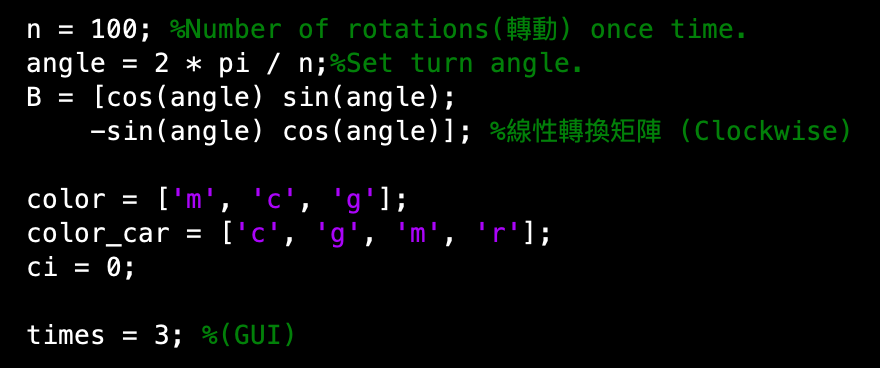 n = 100; %Number of rotations(轉動) once time.
angle = 2 * pi / n;%Set turn angle.
B = [cos(angle) sin(angle);
    -sin(angle) cos(angle)]; %線性轉換矩陣 (Clockwise)
color = ['m', 'c', 'g'];
color_car = ['c', 'g', 'm', 'r'];
ci = 0;
times = 3; %(GUI)